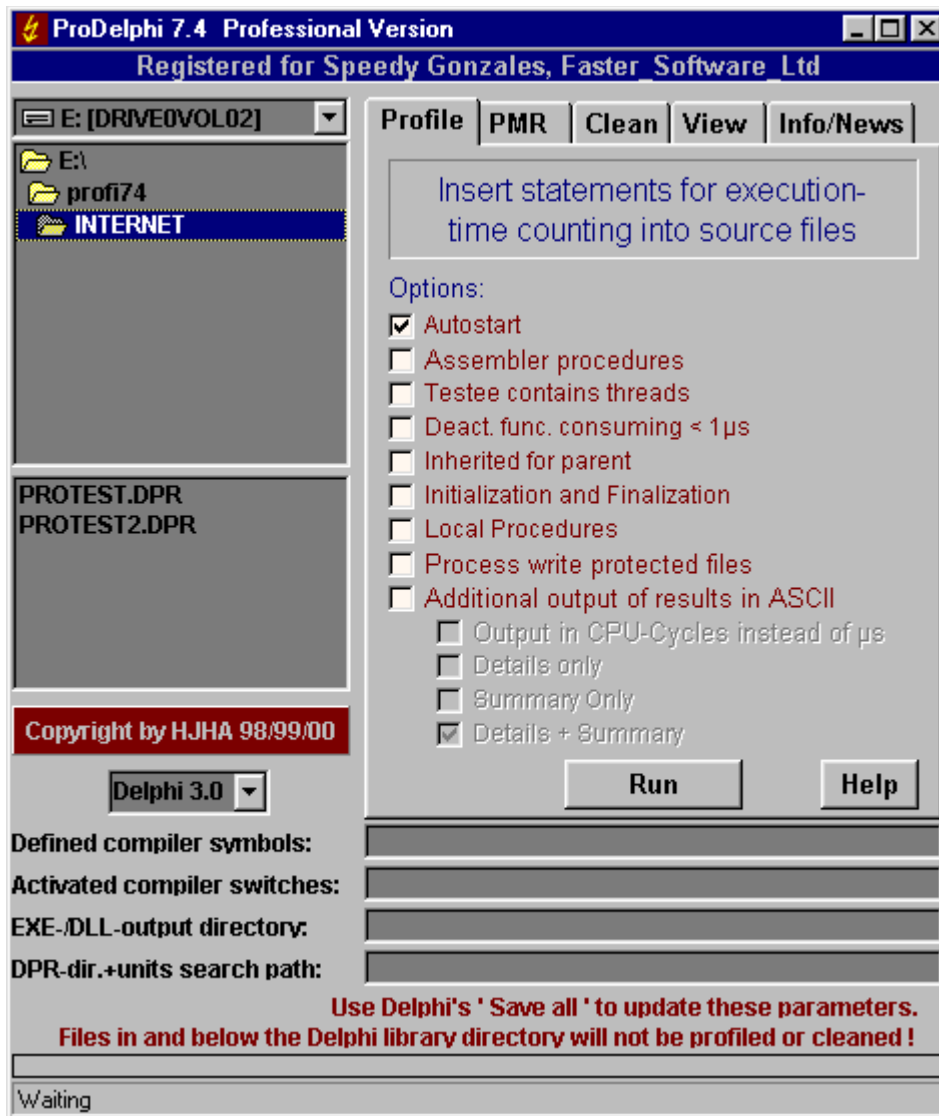 ProDelphi 7.4 Professional Version
Registered for Speedy Gonzales, Faster_Software_Ltd
E: [DRIVE0VOL02]
E:\
profi74
INTERNET
PROTEST.DPR
PROTEST2.DPR
Copyright by HJHA 98/99/00
Delphi 3.0
Profile PMR Clean View Info/News
Insert statements for execution-
time counting into source files
Options:
Autostart
Assembler procedures
Testee contains threads
Deact. func. consuming < 1µs
Inherited for parent
Initialization and Finalization
Local Procedures
Process write protected files
Additional output of results in ASCII
Output in CPU-Cycles instead of µs
Details only
Summary Only
Details + Summary
Run Help
Defined compiler symbols:
Activated compiler switches:
EXE-/DLL-output directory:
DPR-dir.+units search path:
Use Delphi's ' Save all ' to update these parameters.
Files in and below the Delphi library directory will not be profiled or cleaned !
Waiting